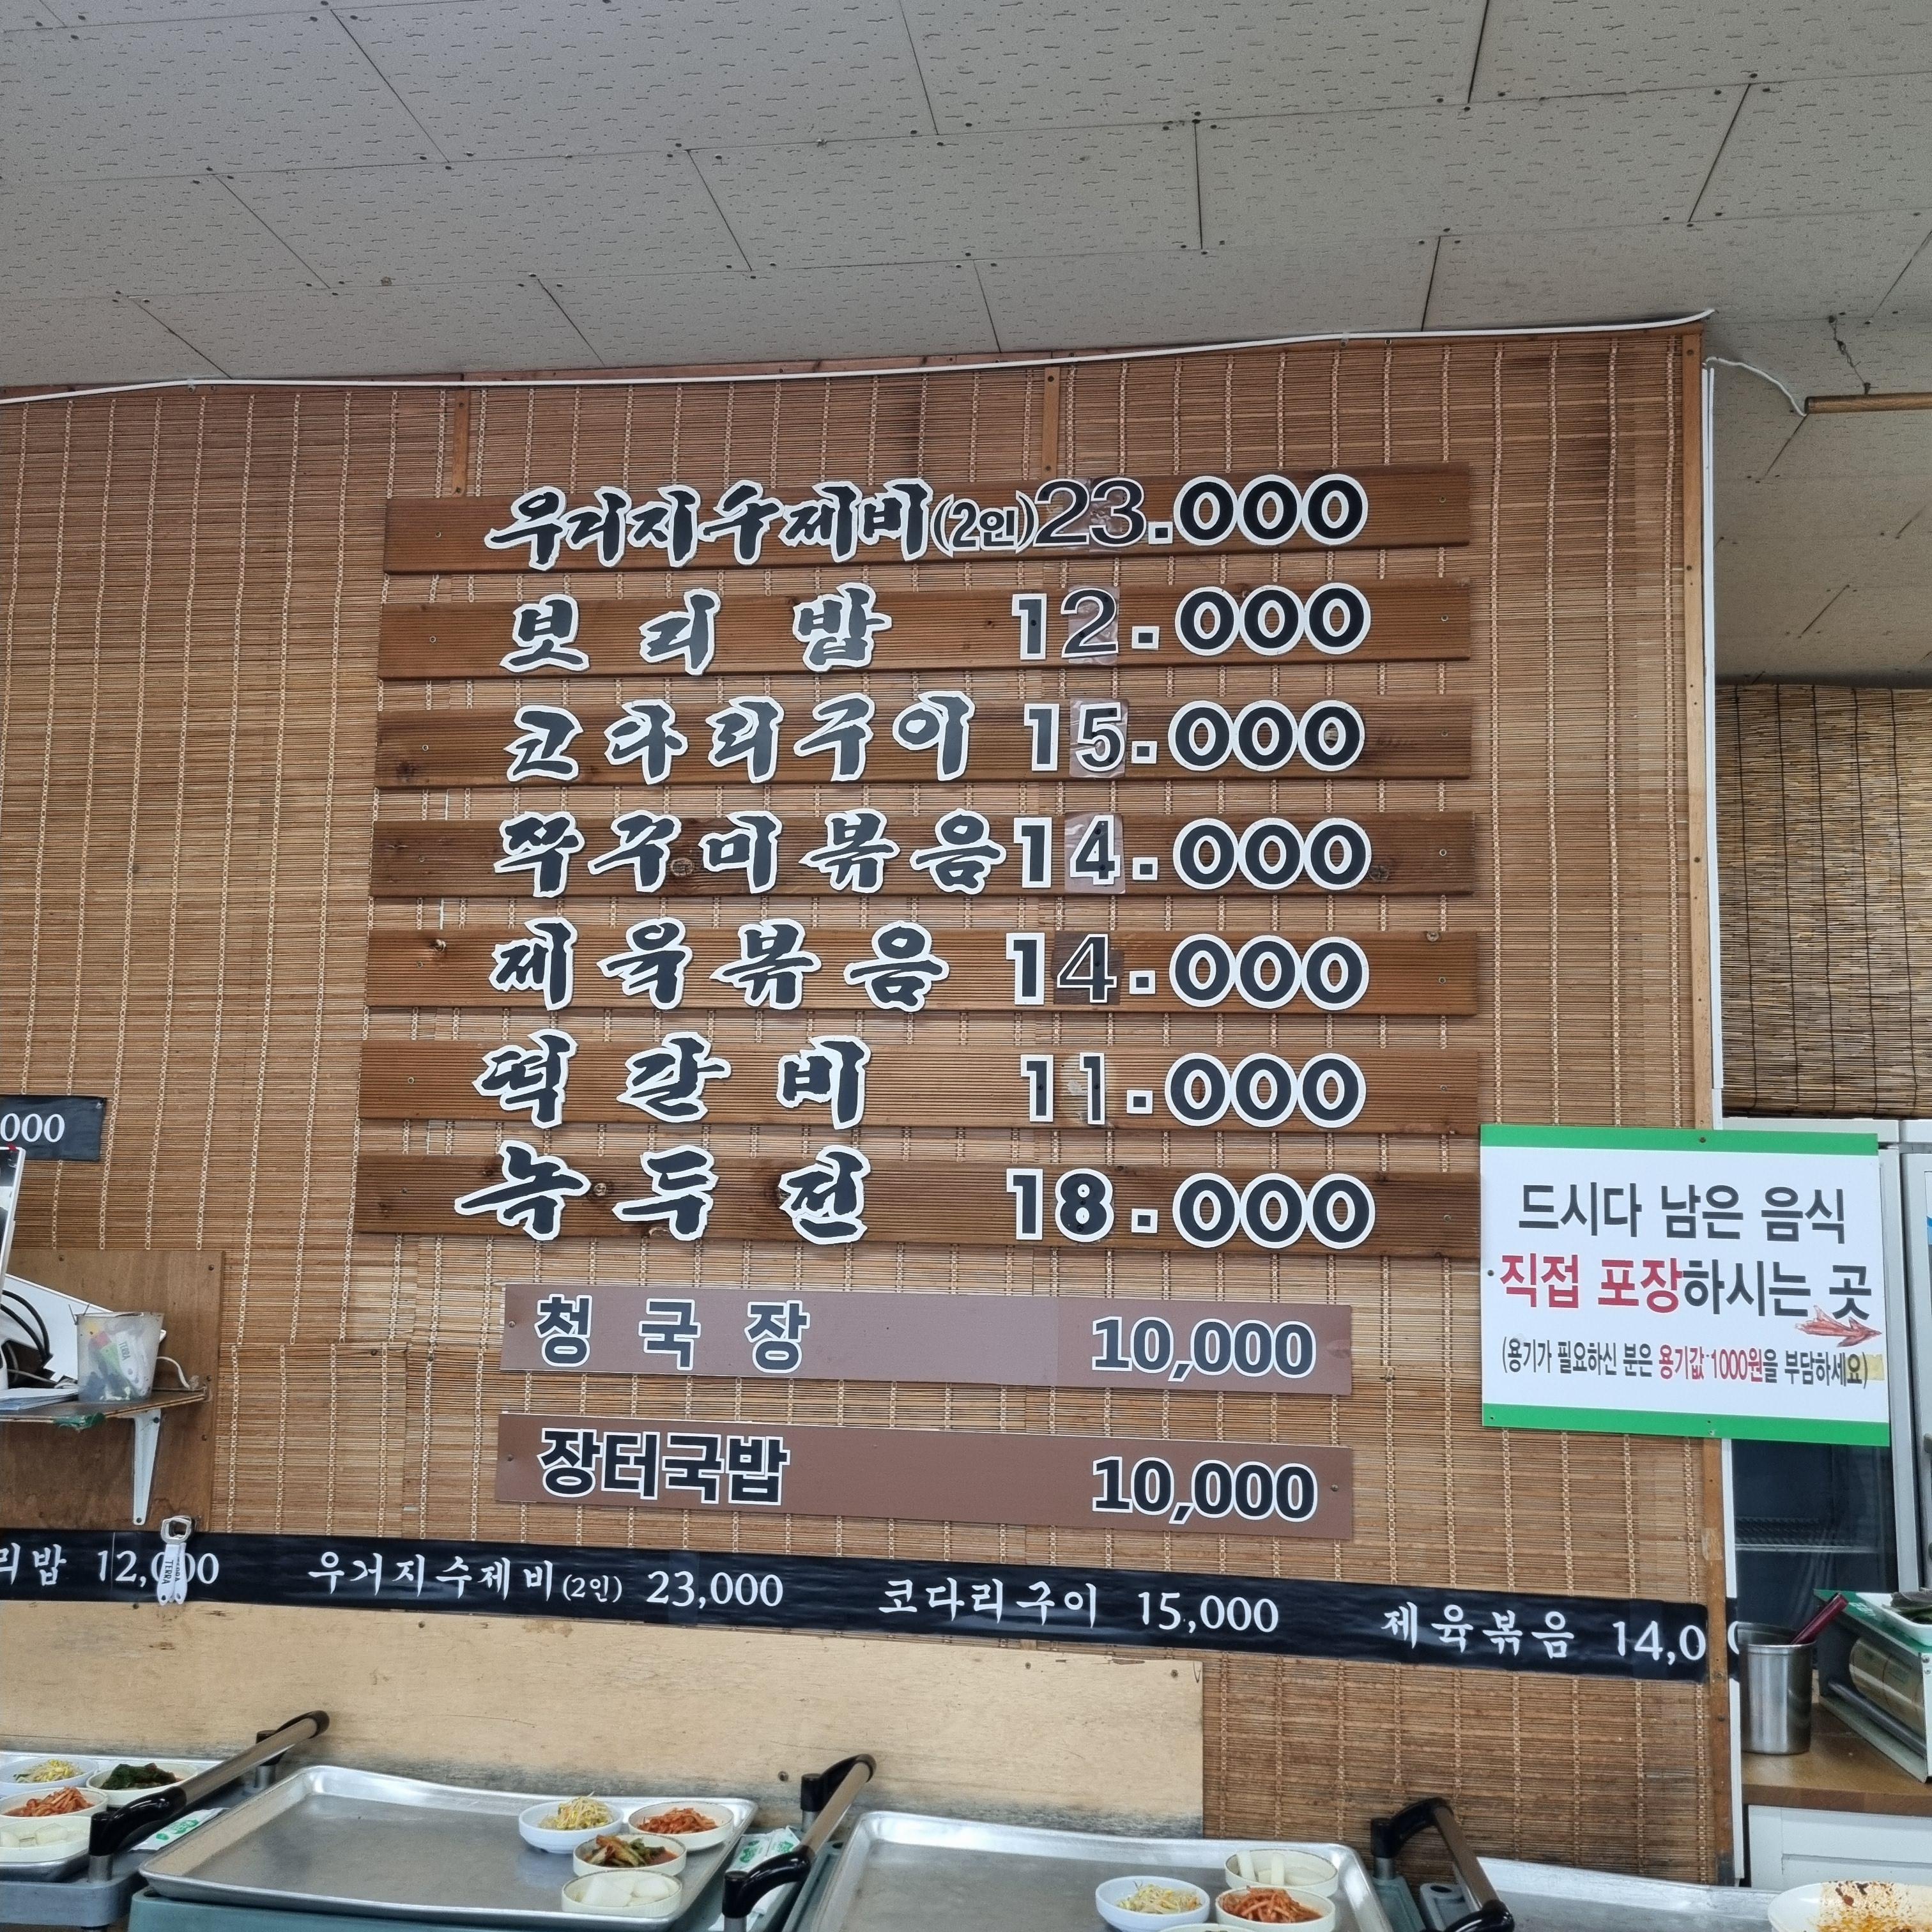 우거지수제비(2인)23.000
보리밥 12.000
코다리구이 15.000
쭈꾸미볶음14.000
제육볶음 14.000
떡갈비 11.000
녹두전 18.000
청국장 10,000
장터국밥 10,000
000
드시다 남은 음식
직접 포장하시는 곳
(용기가 필요하신 분은 용기값 1000원을 부담하세요)
리밥 12,000 우거지수제비(2인) 23,000 코다리구이 15,000 제육볶음 14,0
TERRA